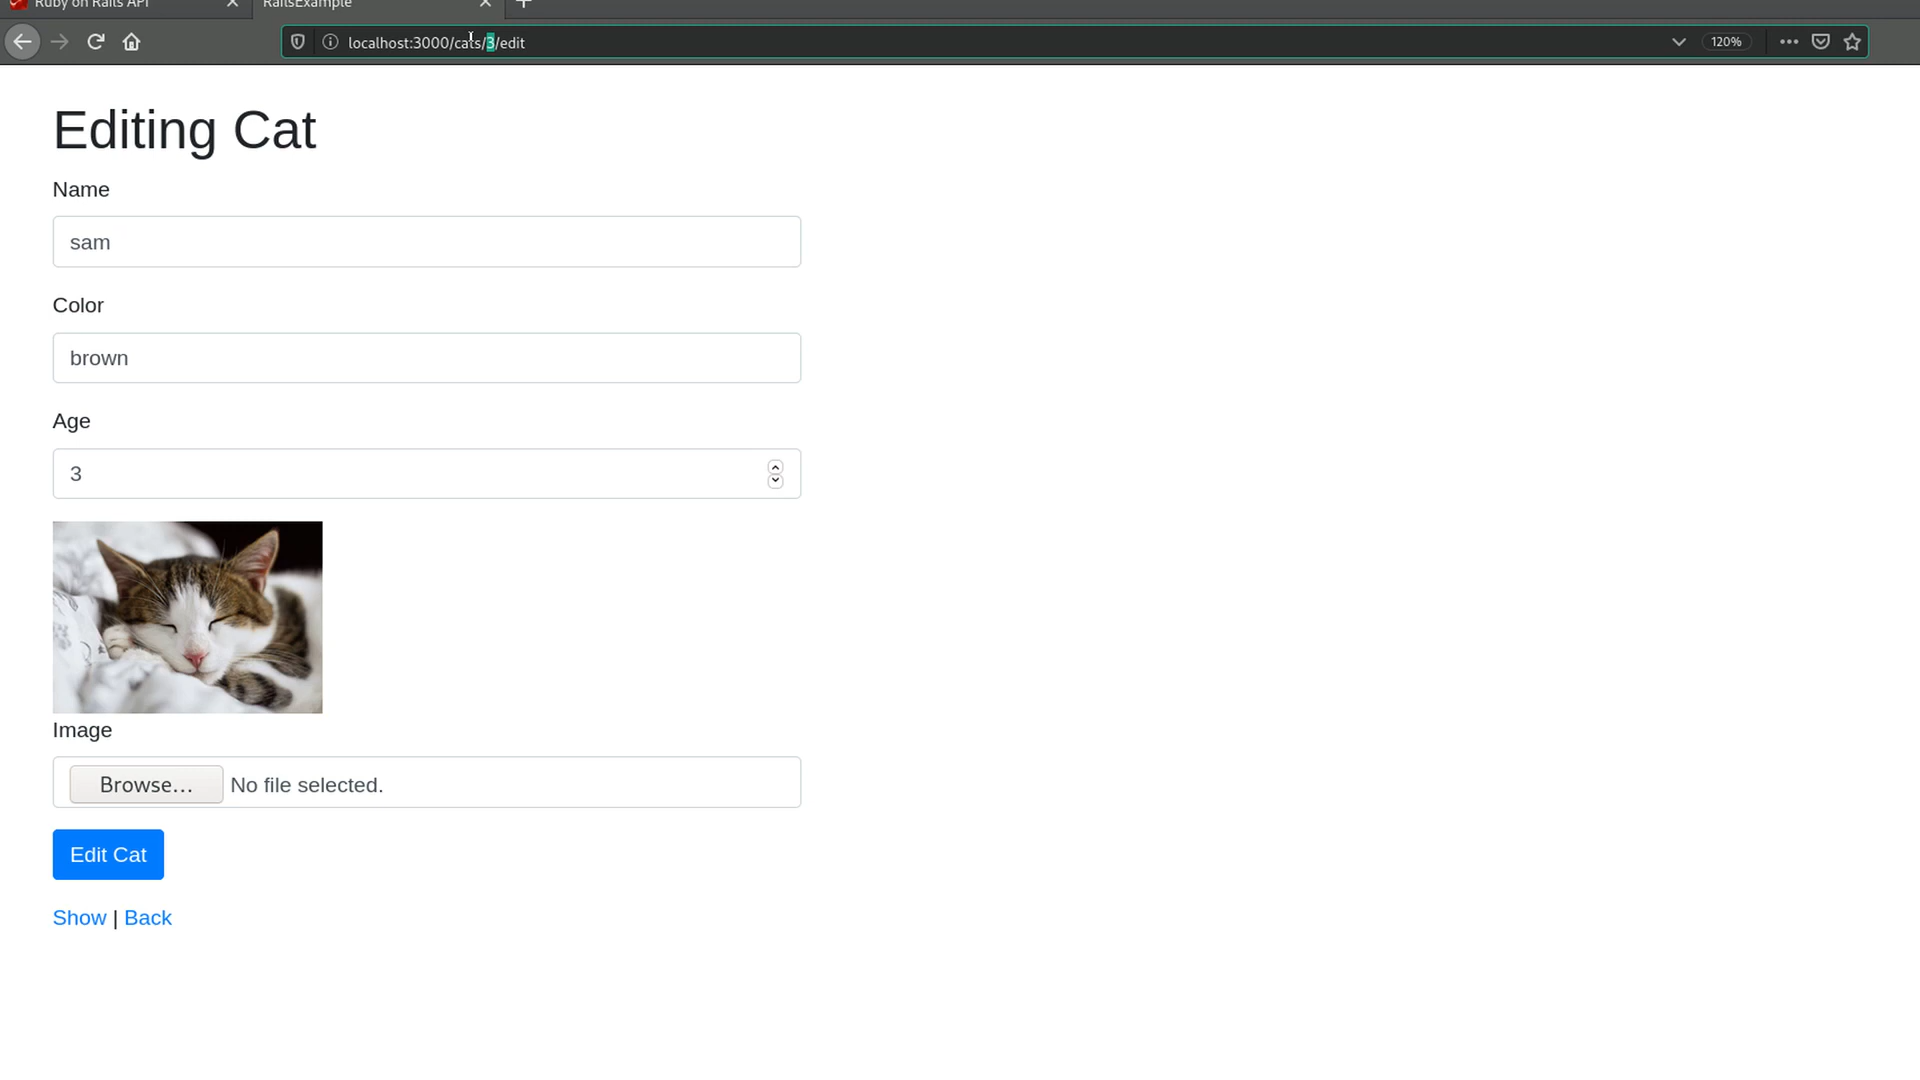 Ruby on Rails API
RailsExample
localhost:3000/cats/3/edit
120%
Editing Cat
Name
sam
Color
brown
Age
3
Image
Browse... No file selected.
Edit Cat
Show | Back